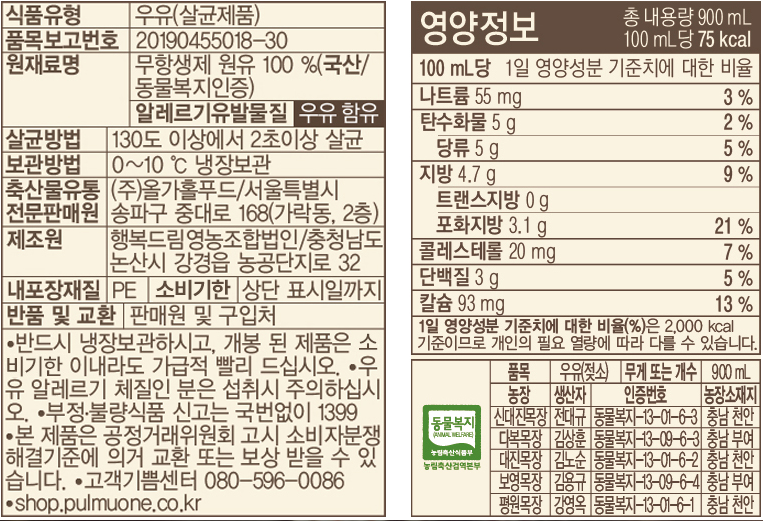 식품유형 우유(살균제품)
품목보고번호 20190455018-30
원재료명 무항생제 원유 100 %(국산/
동물복지인증)
알레르기유발물질 우유 함유
살균방법 130도 이상에서 2초이상 살균
보관방법 0~10 ℃ 냉장보관
축산물유통 (주)올가홀푸드/서울특별시
전문판매원 송파구 중대로 168(가락동, 2층)
제조원 행복드림영농조합법인/충청남도
논산시 강경읍 농공단지로 32
내포장재질 PE 소비기한 상단 표시일까지
반품 및 교환 판매원 및 구입처
•반드시 냉장보관하시고, 개봉 된 제품은 소
비기한 이내라도 가급적 빨리 드십시오. •우
유 알레르기 체질인 분은 섭취시 주의하십시
오. •부정·불량식품 신고는 국번없이 1399
•본 제품은 공정거래위원회 고시 소비자분쟁
해결기준에 의거 교환 또는 보상 받을 수 있
습니다. •고객기쁨센터 080-596-0086
•shop.pulmuone.co.kr
영양정보 총 내용량 900 mL
100 mL당 75 kcal
100 mL당 1일 영양성분 기준치에 대한 비율
나트륨 55 mg 3 %
탄수화물 5 g 2 %
당류 5 g 5 %
지방 4.7 g 9 %
트랜스지방 0 g
포화지방 3.1 g 21 %
콜레스테롤 20 mg 7 %
단백질 3 g 5 %
칼슘 93 mg 13 %
1일 영양성분 기준치에 대한 비율(%)은 2,000 kcal
기준이므로 개인의 필요 열량에 따라 다를 수 있습니다.
동물복지
(ANIMAL WELFARE)
농림축산식품부
농림축산검역본부
품목 우유(젖소) 무게 또는 개수 900 mL
농장 생산자 인증번호 농장소재지
신대진목장 전대규 동물복지-13-01-6-3 충남 천안
다복목장 김상훈 동물복지-13-09-6-3 충남 부여
대진목장 김노순 동물복지-13-01-6-2 충남 천안
보영목장 김용규 동물복지-13-09-6-4 충남 부여
평원목장 강영옥 동물복지-13-01-6-1 충남 천안